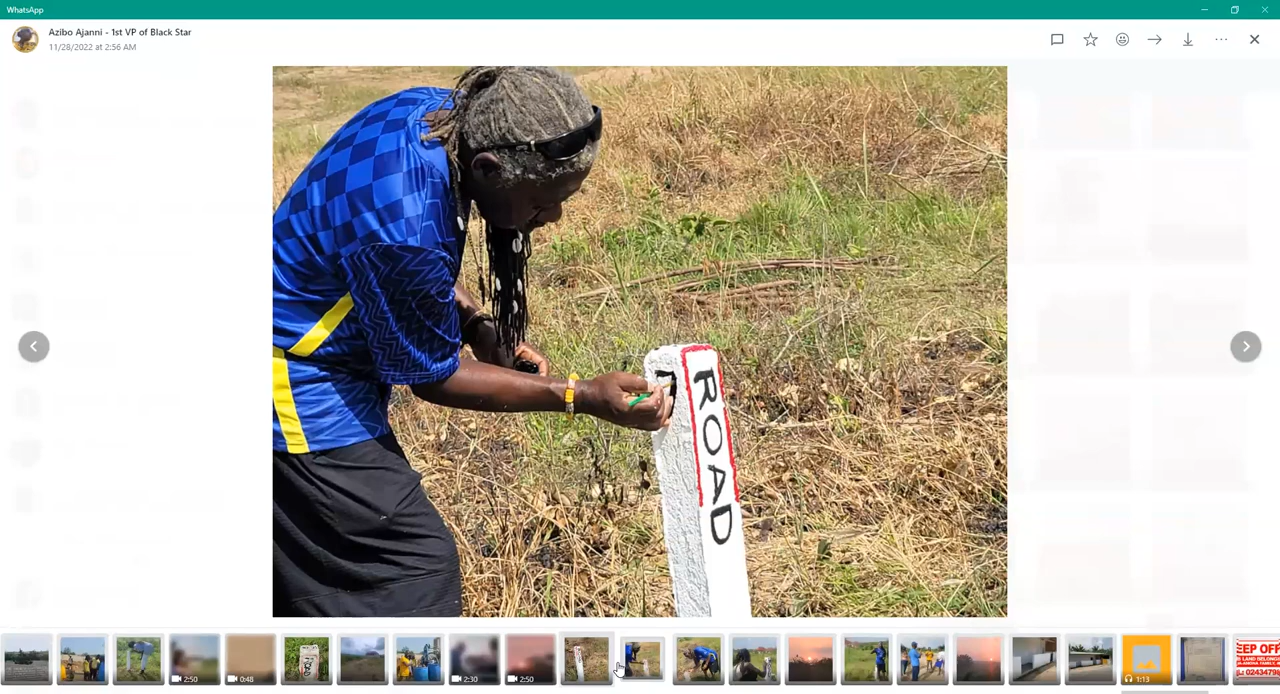 WhatsApp
Azibo Ajanni - 1st VP of Black Star
11/28/2022 at 2:56 AM
ROAD
2:50
0:48
2:30
2:50
1:13
EEP OFF